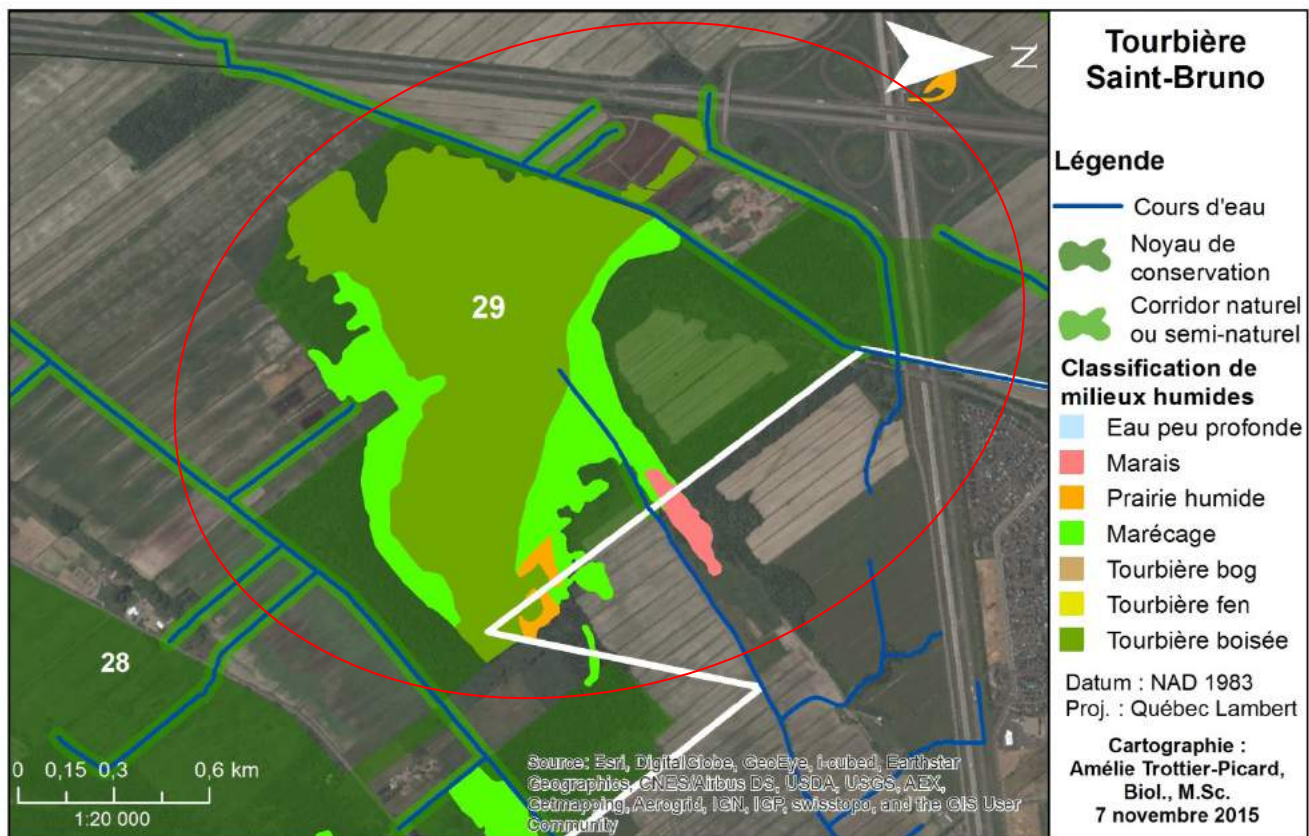 Tourbière
Saint-Bruno
Légende
Cours d'eau
Noyau de
conservation
Corridor naturel
ou semi-naturel
Classification de
milieux humides
Eau peu profonde
Marais
Prairie humide
Marécage
Tourbière bog
Tourbière fen
Tourbière boisée
Datum : NAD 1983
Proj. : Québec Lambert
Cartographie :
Amélie Trottier-Picard,
Biol., M.Sc.
7 novembre 2015
N
29
28
0 0,15 0,3 0,6 km
1:20 000
Source: Esri, DigitalGlobe, GeoEye, i-cubed, Earthstar
Geographics, CNES/Airbus DS, USDA, USGS, AEX,
Getmapping, Aerogrid, IGN, IGP, swisstopo, and the GIS User
Community